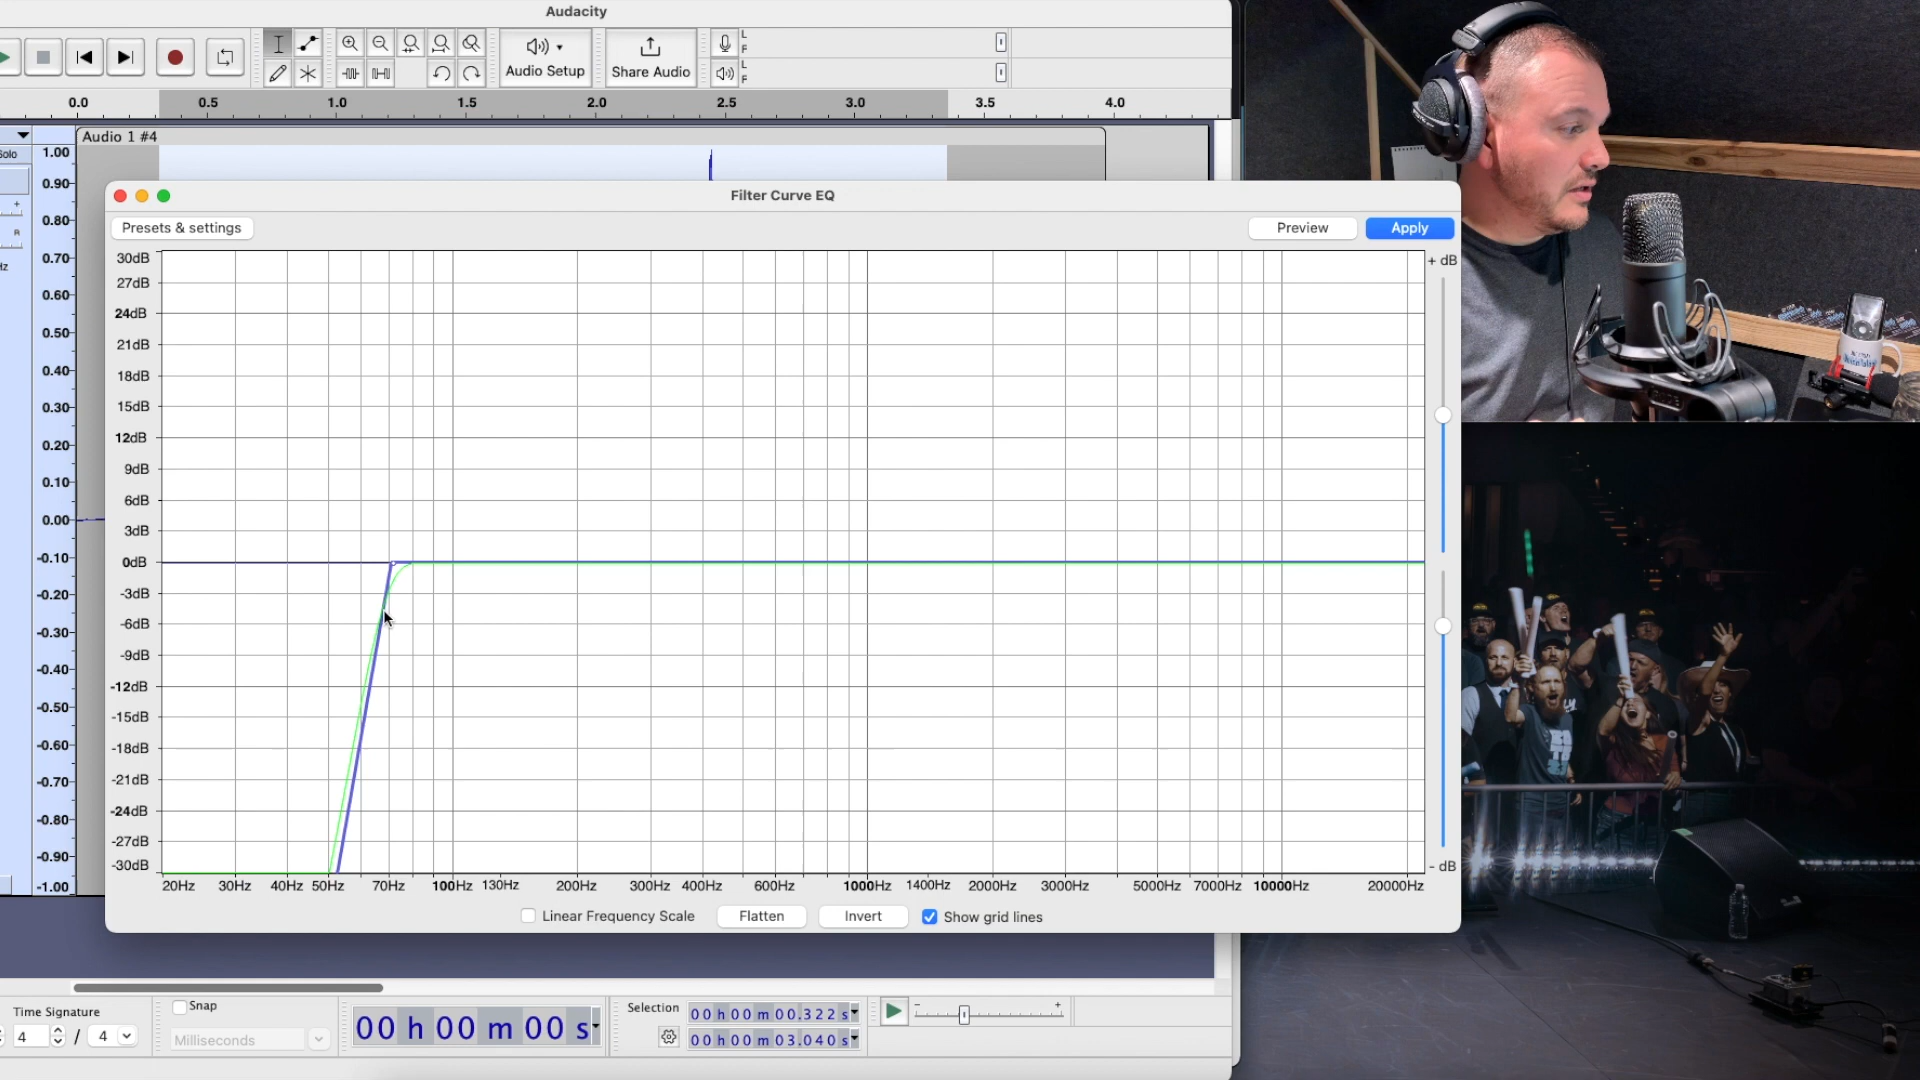 Audacity
Audio Setup
Share Audio
L
R
L
R
0.0 0.5 1.0 1.5 2.0 2.5 3.0 3.5 4.0
Audio 1 #4
Solo
R
Hz
1.00
0.90
0.80
0.70
0.60
0.50
0.40
0.30
0.20
0.10
0.00
-0.10
-0.20
-0.30
-0.40
-0.50
-0.60
-0.70
-0.80
-0.90
-1.00
Filter Curve EQ
Presets & settings
Preview
Apply
+ dB
30dB
27dB
24dB
21dB
18dB
15dB
12dB
9dB
6dB
3dB
0dB
-3dB
-6dB
-9dB
-12dB
-15dB
-18dB
-21dB
-24dB
-27dB
-30dB
- dB
20Hz 30Hz 40Hz 50Hz 70Hz 100Hz 130Hz 200Hz 300Hz 400Hz 600Hz 1000Hz 1400Hz 2000Hz 3000Hz 5000Hz 7000Hz 10000Hz 20000Hz
Linear Frequency Scale
Flatten
Invert
Show grid lines
Time Signature
4 / 4
Snap
Milliseconds
00 h 00 m 00 s
Selection
00 h 00 m 00.322 s
00 h 00 m 03.040 s